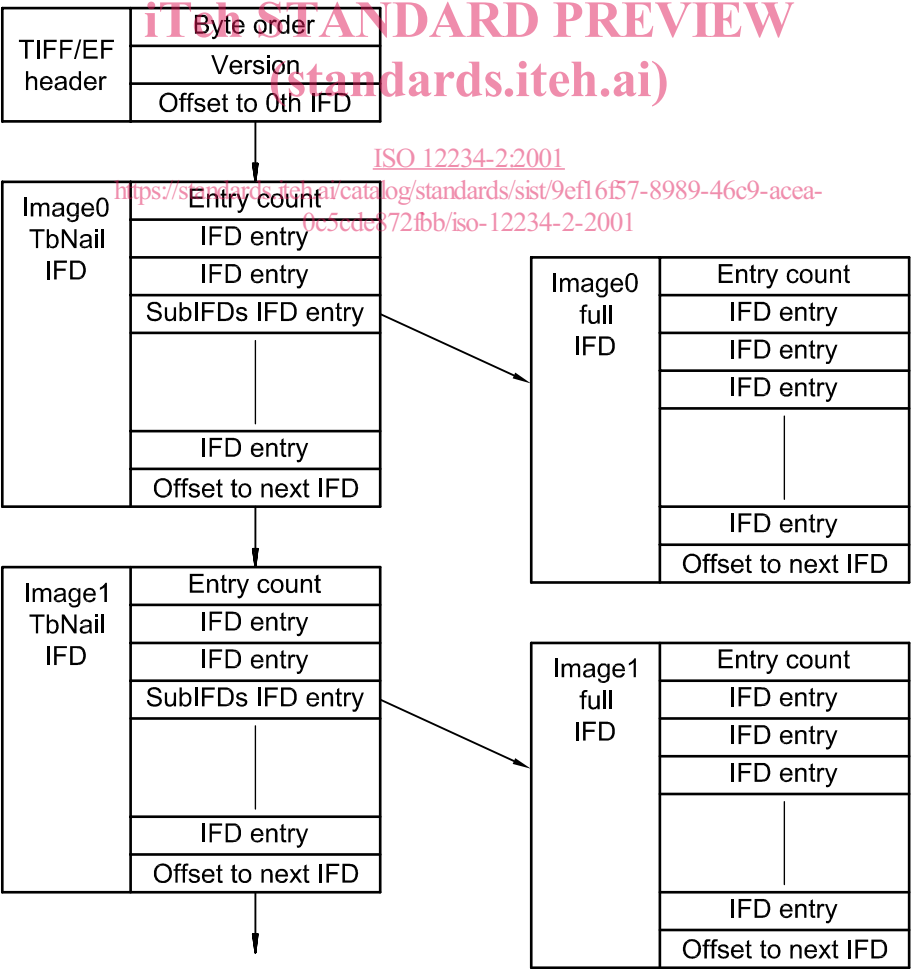 iTeh STANDARD PREVIEW
(standards.iteh.ai)
ISO 12234-2:2001
https://standards.iteh.ai/catalog/standards/sist/9ef16f57-8989-46c9-acea-
0c5cde872fbb/iso-12234-2-2001
TIFF/EF
header
Byte order
Version
Offset to 0th IFD
Image0
TbNail
IFD
Entry count
IFD entry
IFD entry
SubIFDs IFD entry
IFD entry
Offset to next IFD
Image0
full
IFD
Entry count
IFD entry
IFD entry
IFD entry
IFD entry
Offset to next IFD
Image1
TbNail
IFD
Entry count
IFD entry
IFD entry
SubIFDs IFD entry
IFD entry
Offset to next IFD
Image1
full
IFD
Entry count
IFD entry
IFD entry
IFD entry
IFD entry
Offset to next IFD